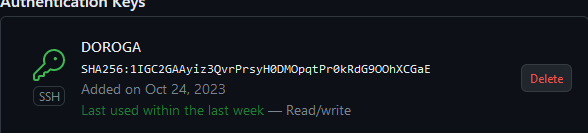 Authentication Keys
DOROGA
SHA256:1IGC2GAAyiz3QvrPrsyH0DMOpqtPr0kRdG9OOhXCGaE
SSH
Added on Oct 24, 2023
Last used within the last week — Read/write
Delete